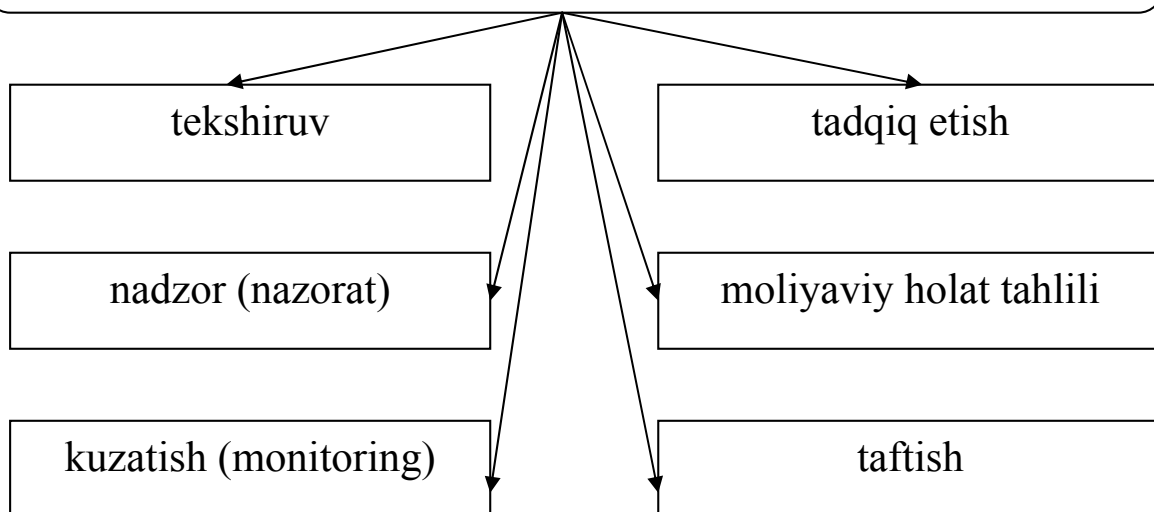 tekshiruv
tadqiq etish
nadzor (nazorat)
moliyaviy holat tahlili
kuzatish (monitoring)
taftish